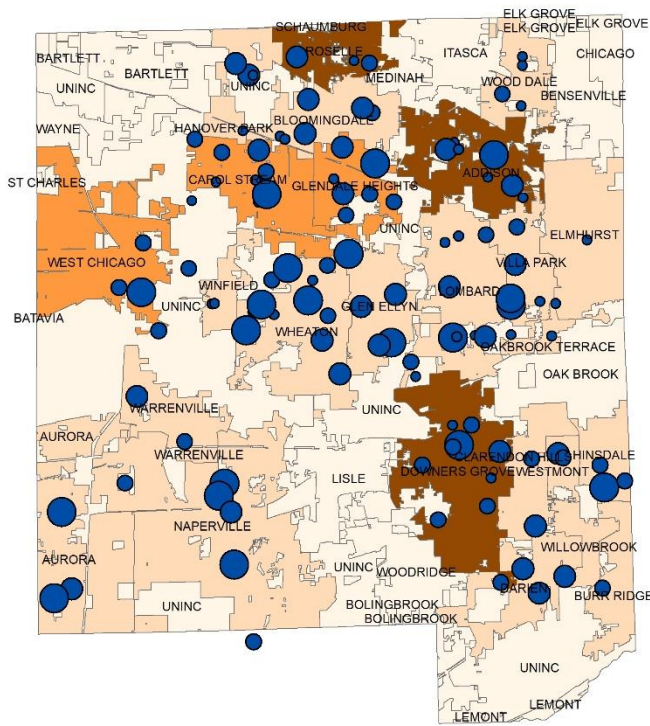 ELK GROVE
SCHAUMBURG
ELK GROVE
ELK GROVE
ROSELLE
BARTLETT
ITASCA
CHICAGO
BARTLETT
MEDINAH
WOOD DALE
UNINC
UNINC
BENSENVILLE
BLOOMINGDALE
WAYNE
HANOVER PARK
ADDISON
CAROL STREAM
ST CHARLES
GLENDALE HEIGHTS
UNINC
ELMHURST
WEST CHICAGO
VILLA PARK
WINFIELD
LOMBARD
UNINC
GLEN ELLYN
BATAVIA
WHEATON
OAKBROOK TERRACE
OAK BROOK
UNINC
WARRENVILLE
AURORA
WARRENVILLE
CLARENDON HILLS
HINSDALE
DOWNERS GROVE
WESTMONT
LISLE
NAPERVILLE
WILLOWBROOK
AURORA
UNINC
WOODRIDGE
DARIEN
BURR RIDGE
UNINC
BOLINGBROOK
BOLINGBROOK
UNINC
LEMONT
LEMONT